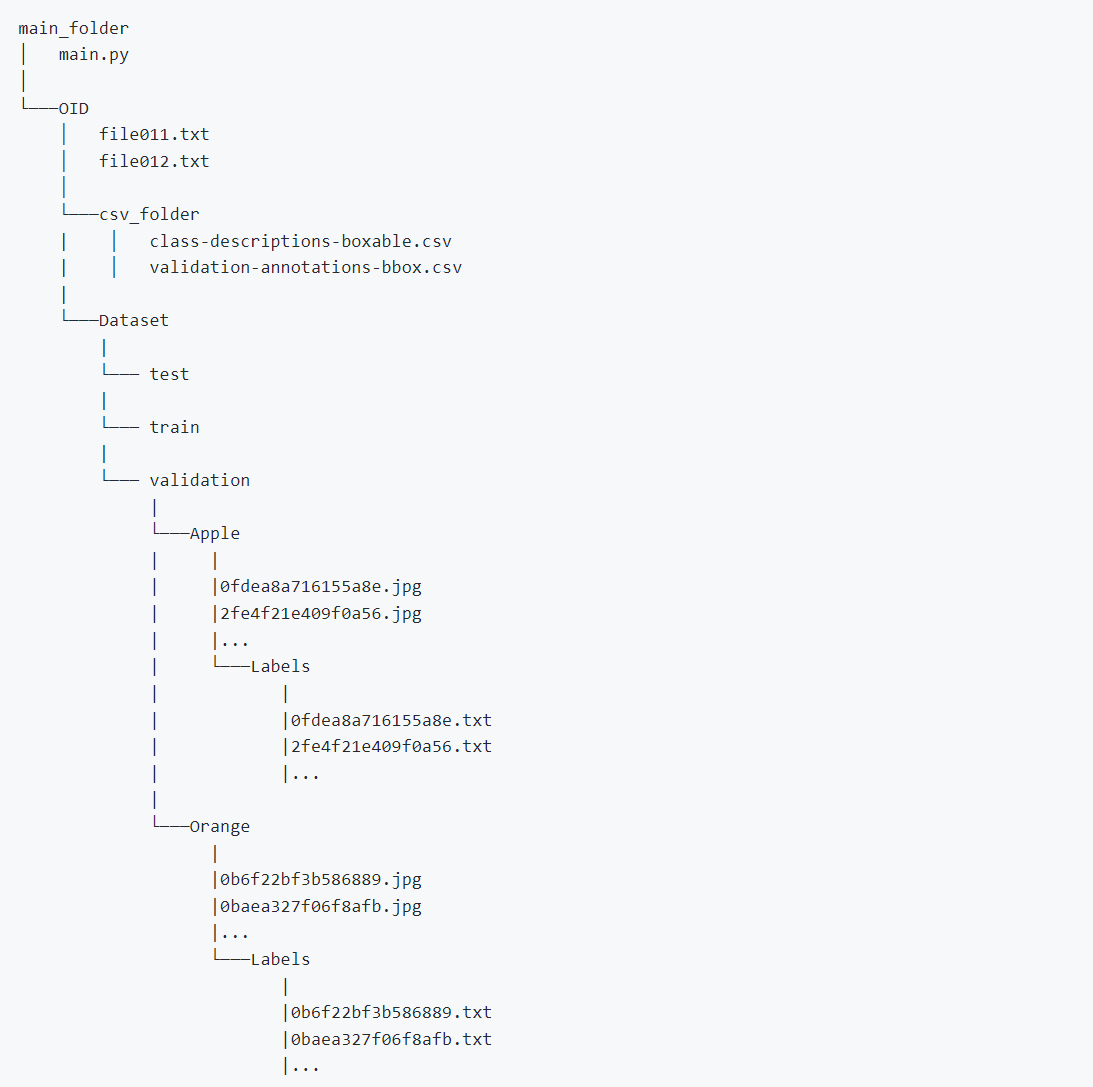 main_folder
│   main.py
│
└───OID
    │   file011.txt
    │   file012.txt
    │
    └───csv_folder
    |    │   class-descriptions-boxable.csv
    |    │   validation-annotations-bbox.csv
    |
    └───Dataset
        |
        └─── test
        |
        └─── train
        |
        └─── validation
             |
             └───Apple
             |     |
             |     |0fdea8a716155a8e.jpg
             |     |2fe4f21e409f0a56.jpg
             |     |...
             |     └───Labels
             |            |
             |            |0fdea8a716155a8e.txt
             |            |2fe4f21e409f0a56.txt
             |            |...
             |
             └───Orange
                   |
                   |0b6f22bf3b586889.jpg
                   |0baea327f06f8afb.jpg
                   |...
                   └───Labels
                          |
                          |0b6f22bf3b586889.txt
                          |0baea327f06f8afb.txt
                          |...